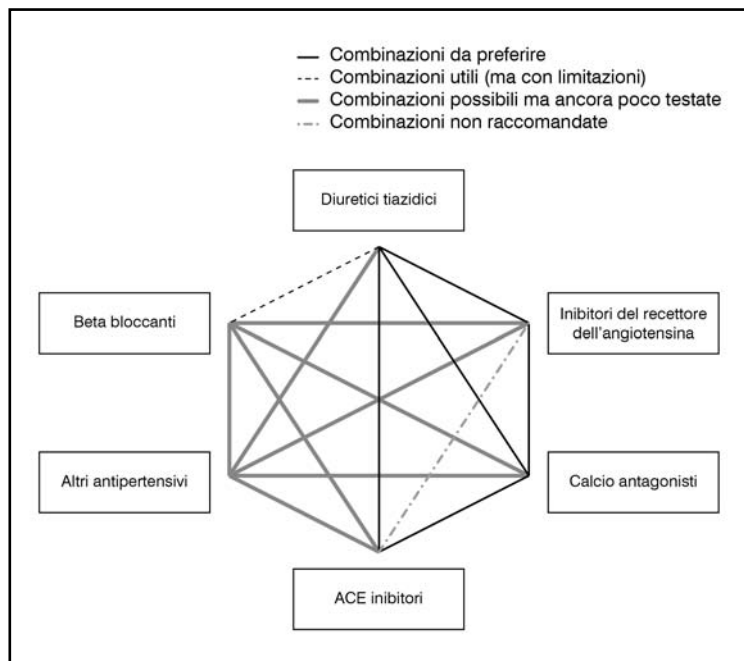 Combinazioni da preferire
Combinazioni utili (ma con limitazioni)
Combinazioni possibili ma ancora poco testate
Combinazioni non raccomandate
Diuretici tiazidici
Beta bloccanti
Inibitori del recettore
dell'angiotensina
Altri antipertensivi
Calcio antagonisti
ACE inibitori